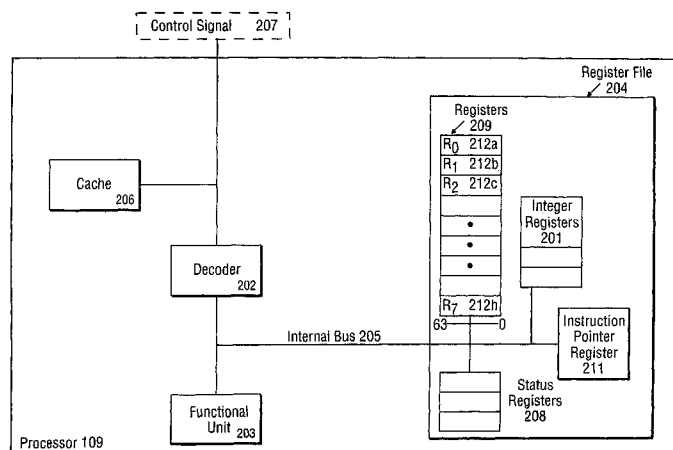 Control Signal 207
Register File
204
Registers
209
R0 212a
R1 212b
R2 212c
Cache
206
Integer
Registers
201
Decoder
202
R7 212h
63 0
Internal Bus 205
Instruction
Pointer
Register
211
Functional
Unit 203
Status
Registers
208
Processor 109